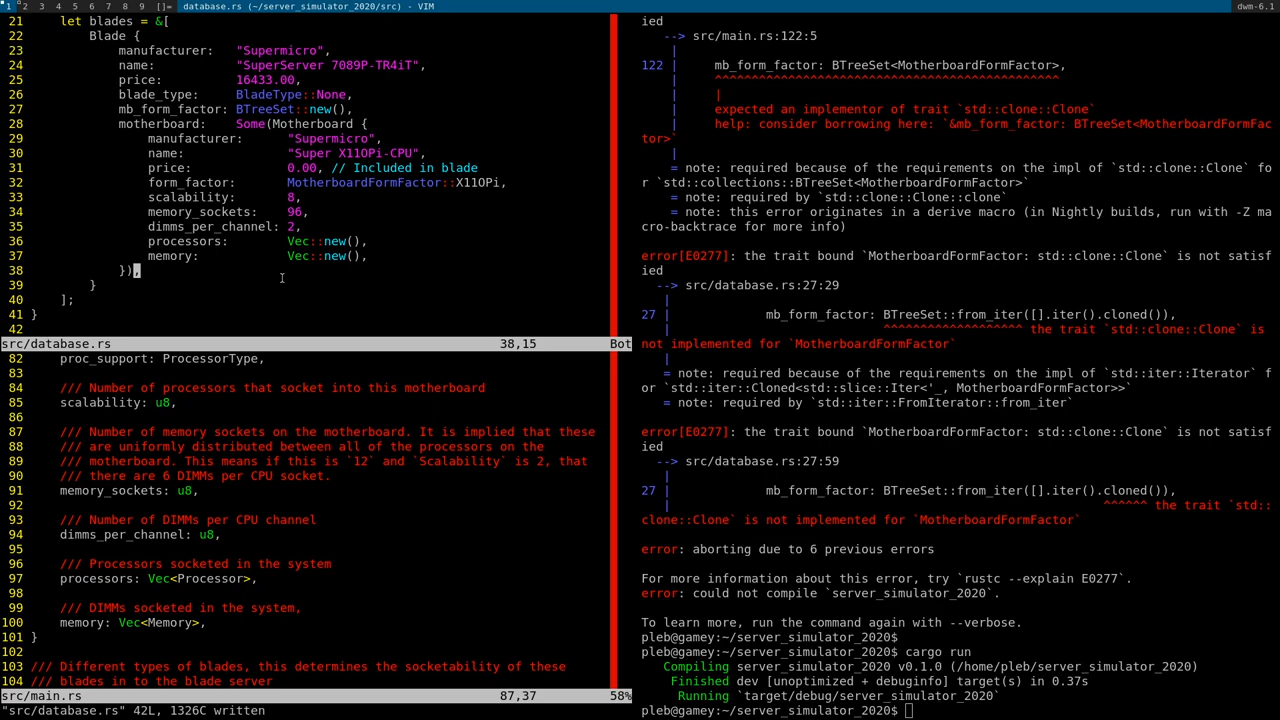 1 2 3 4 5 6 7 8 9 []= database.rs (~/server_simulator_2020/src) - VIM dwm-6.1
21     let blades = &[
22         Blade {
23             manufacturer:   "Supermicro",
24             name:           "SuperServer 7089P-TR4iT",
25             price:          16433.00,
26             blade_type:     BladeType::None,
27             mb_form_factor: BTreeSet::new(),
28             motherboard:    Some(Motherboard {
29                 manufacturer:       "Supermicro",
30                 name:               "Super X11OPi-CPU",
31                 price:              0.00, // Included in blade
32                 form_factor:        MotherboardFormFactor::X11OPi,
33                 scalability:        8,
34                 memory_sockets:     96,
35                 dimms_per_channel: 2,
36                 processors:         Vec::new(),
37                 memory:             Vec::new(),
38             }),
39         }
40     ];
41 }
42
src/database.rs 38,15 Bot
82     proc_support: ProcessorType,
83
84     /// Number of processors that socket into this motherboard
85     scalability: u8,
86
87     /// Number of memory sockets on the motherboard. It is implied that these
88     /// are uniformly distributed between all of the processors on the
89     /// motherboard. This means if this is `12` and `Scalability` is 2, that
90     /// there are 6 DIMMs per CPU socket.
91     memory_sockets: u8,
92
93     /// Number of DIMMs per CPU channel
94     dimms_per_channel: u8,
95
96     /// Processors socketed in the system
97     processors: Vec<Processor>,
98
99     /// DIMMs socketed in the system,
100     memory: Vec<Memory>,
101 }
102
103 /// Different types of blades, this determines the socketability of these
104 /// blades in to the blade server
src/main.rs 87,37 58%
"src/database.rs" 42L, 1326C written
ied
   --> src/main.rs:122:5
    |
122 |     mb_form_factor: BTreeSet<MotherboardFormFactor>,
    |     ^^^^^^^^^^^^^^^^^^^^^^^^^^^^^^^^^^^^^^^^^^^^^^^
    |     |
    |     expected an implementor of trait `std::clone::Clone`
    |     help: consider borrowing here: `&mb_form_factor: BTreeSet<MotherboardFormFac
tor>`
    |
    = note: required because of the requirements on the impl of `std::clone::Clone` fo
r `std::collections::BTreeSet<MotherboardFormFactor>`
    = note: required by `std::clone::Clone::clone`
    = note: this error originates in a derive macro (in Nightly builds, run with -Z ma
cro-backtrace for more info)
error[E0277]: the trait bound `MotherboardFormFactor: std::clone::Clone` is not satisf
ied
  --> src/database.rs:27:29
   |
27 |             mb_form_factor: BTreeSet::from_iter([].iter().cloned()),
   |                             ^^^^^^^^^^^^^^^^^^^ the trait `std::clone::Clone` is
not implemented for `MotherboardFormFactor`
   |
   = note: required because of the requirements on the impl of `std::iter::Iterator` f
or `std::iter::Cloned<std::slice::Iter<'_, MotherboardFormFactor>>`
   = note: required by `std::iter::FromIterator::from_iter`
error[E0277]: the trait bound `MotherboardFormFactor: std::clone::Clone` is not satisf
ied
  --> src/database.rs:27:59
   |
27 |             mb_form_factor: BTreeSet::from_iter([].iter().cloned()),
   |                                                           ^^^^^^ the trait `std::
clone::Clone` is not implemented for `MotherboardFormFactor`
error: aborting due to 6 previous errors
For more information about this error, try `rustc --explain E0277`.
error: could not compile `server_simulator_2020`.
To learn more, run the command again with --verbose.
pleb@gamey:~/server_simulator_2020$
pleb@gamey:~/server_simulator_2020$ cargo run
   Compiling server_simulator_2020 v0.1.0 (/home/pleb/server_simulator_2020)
    Finished dev [unoptimized + debuginfo] target(s) in 0.37s
     Running `target/debug/server_simulator_2020`
pleb@gamey:~/server_simulator_2020$